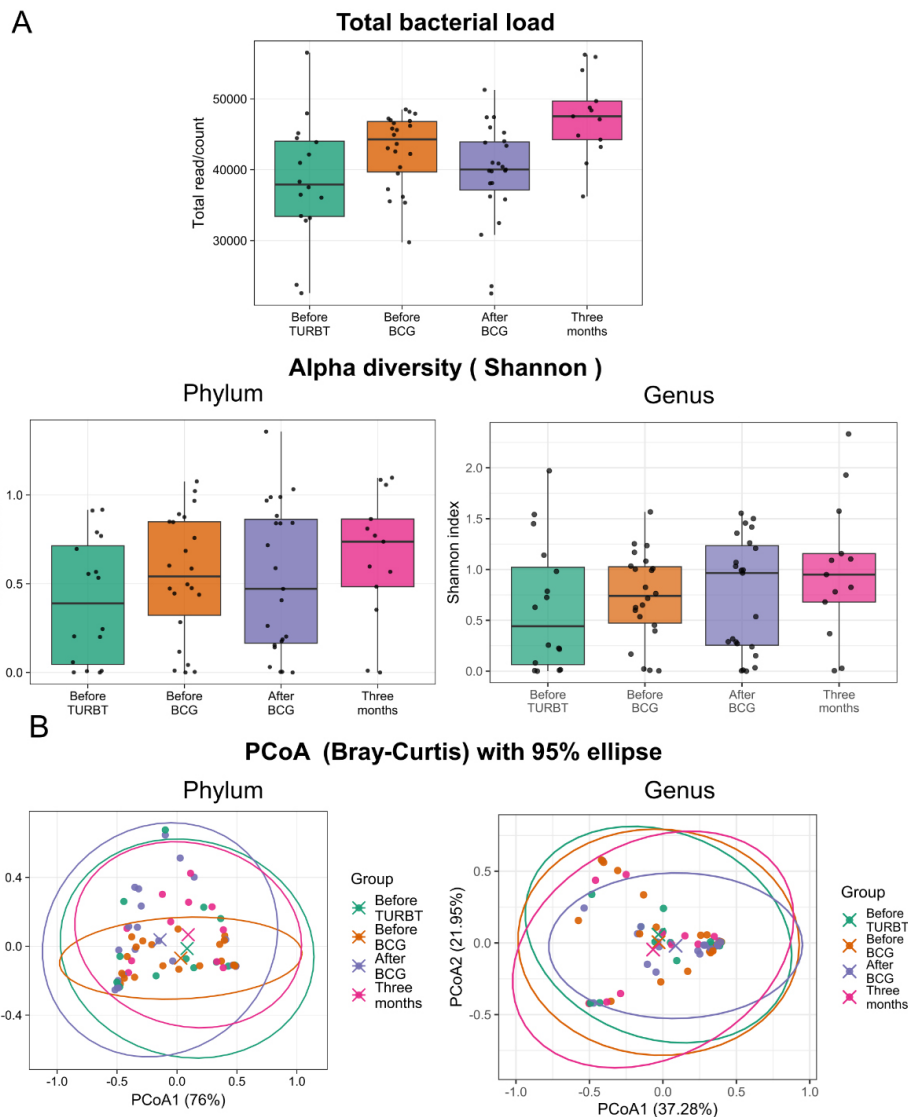 A
Total bacterial load
Total read/count
50000
40000
30000
Before TURBT
Before BCG
After BCG
Three months
Alpha diversity ( Shannon )
Phylum
1.0
0.5
0.0
Before TURBT
Before BCG
After BCG
Three months
Genus
Shannon index
2.0
1.5
1.0
0.5
0.0
Before TURBT
Before BCG
After BCG
Three months
B
PCoA (Bray-Curtis) with 95% ellipse
Phylum
0.4
0.0
-0.4
-1.0
-0.5
0.0
0.5
1.0
PCoA1 (76%)
Group
Before TURBT
Before BCG
After BCG
Three months
Genus
PCoA2 (21.95%)
0.5
0.0
-0.5
-1.0
-0.5
0.0
0.5
1.0
PCoA1 (37.28%)
Group
Before TURBT
Before BCG
After BCG
Three months